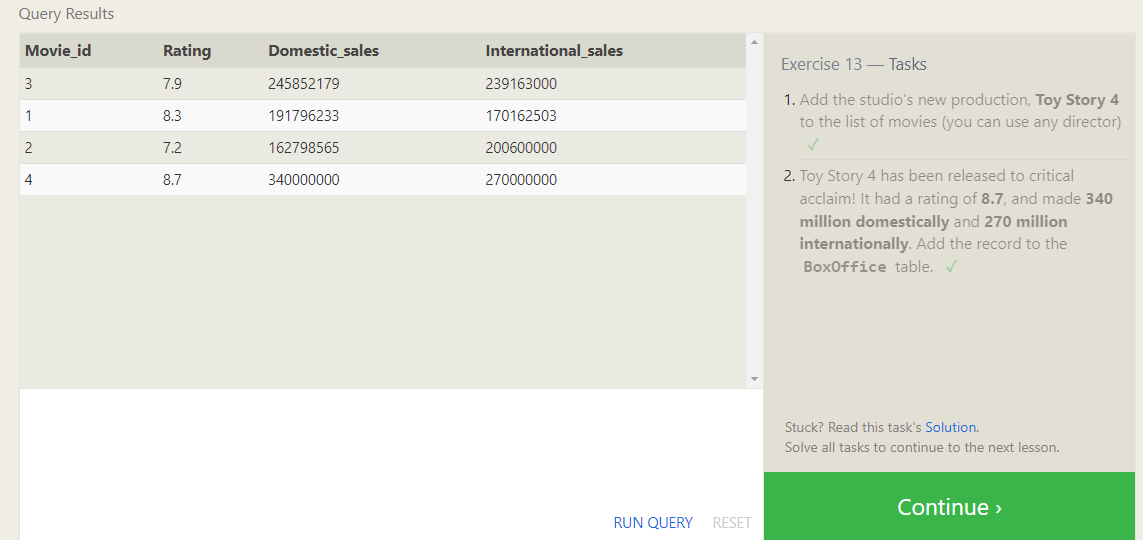 Query Results
Movie_id Rating Domestic_sales International_sales
3 7.9 245852179 239163000
1 8.3 191796233 170162503
2 7.2 162798565 200600000
4 8.7 340000000 270000000
RUN QUERY RESET
Exercise 13 — Tasks
1. Add the studio's new production, Toy Story 4
to the list of movies (you can use any director)
✓
2. Toy Story 4 has been released to critical
acclaim! It had a rating of 8.7, and made 340
million domestically and 270 million
internationally. Add the record to the
BoxOffice table. ✓
Stuck? Read this task's Solution.
Solve all tasks to continue to the next lesson.
Continue ›